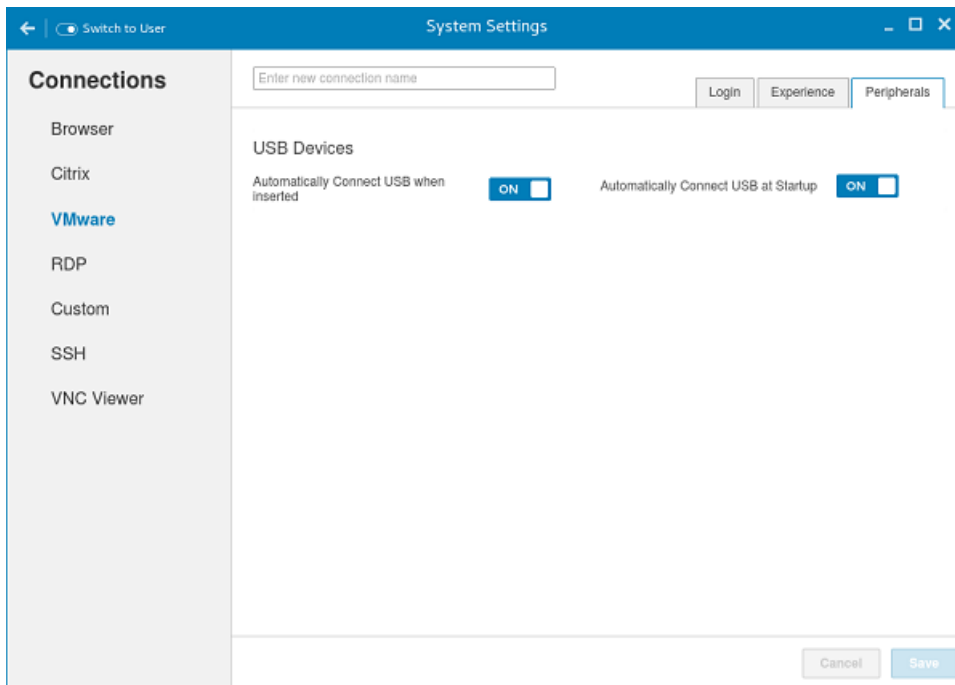 Switch to User
System Settings
Connections
Browser
Citrix
VMware
RDP
Custom
SSH
VNC Viewer
Enter new connection name
Login
Experience
Peripherals
USB Devices
Automatically Connect USB when
inserted
ON
Automatically Connect USB at Startup
ON
Cancel
Save